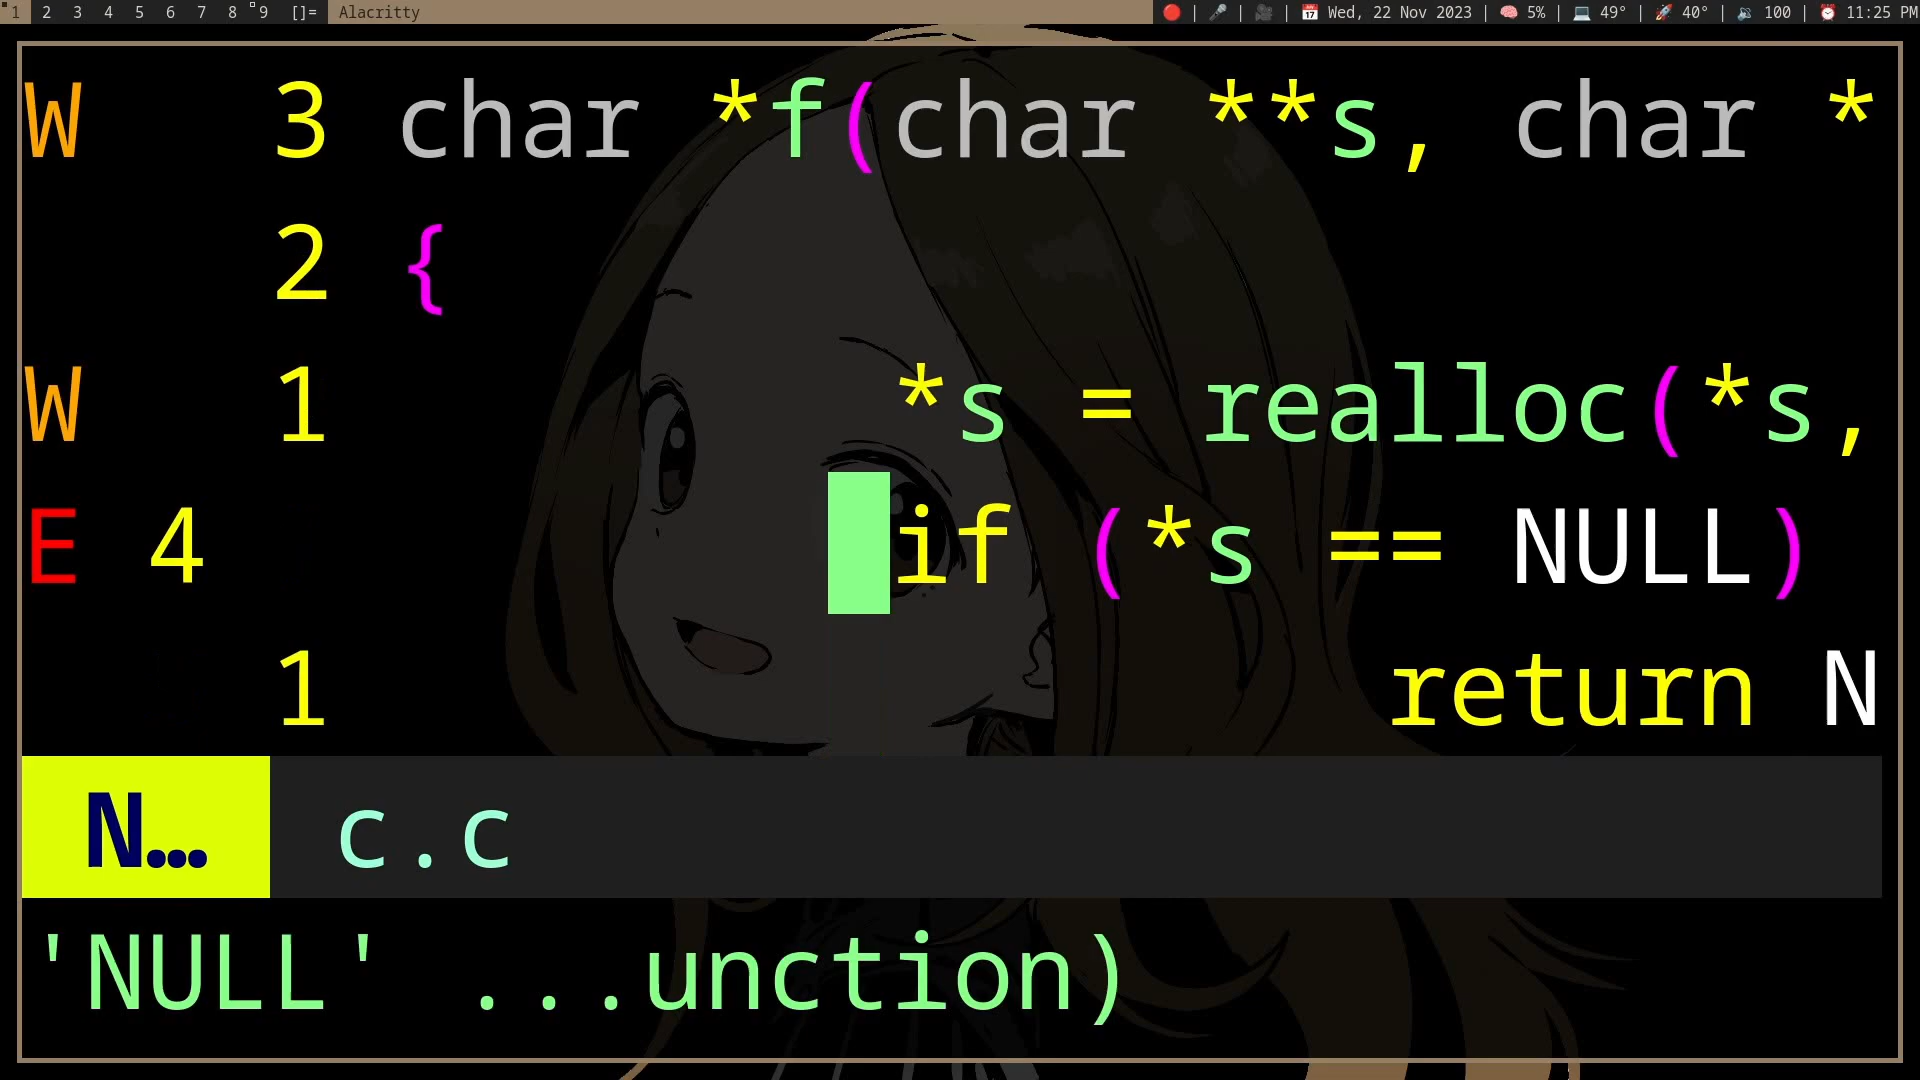 1 2 3 4 5 6 7 8 9 []= Alacritty 🔴 | 🎤 | 🎥 | 📅 Wed, 22 Nov 2023 | 🧠 5% | 💻 49° | 🚀 40° | 🔉 100 | ⏰ 11:25 PM
W 3 char *f(char **s, char *
2 {
W 1 *s = realloc(*s,
E 4 if (*s == NULL)
1 return N
N… c.c
'NULL' ...unction)